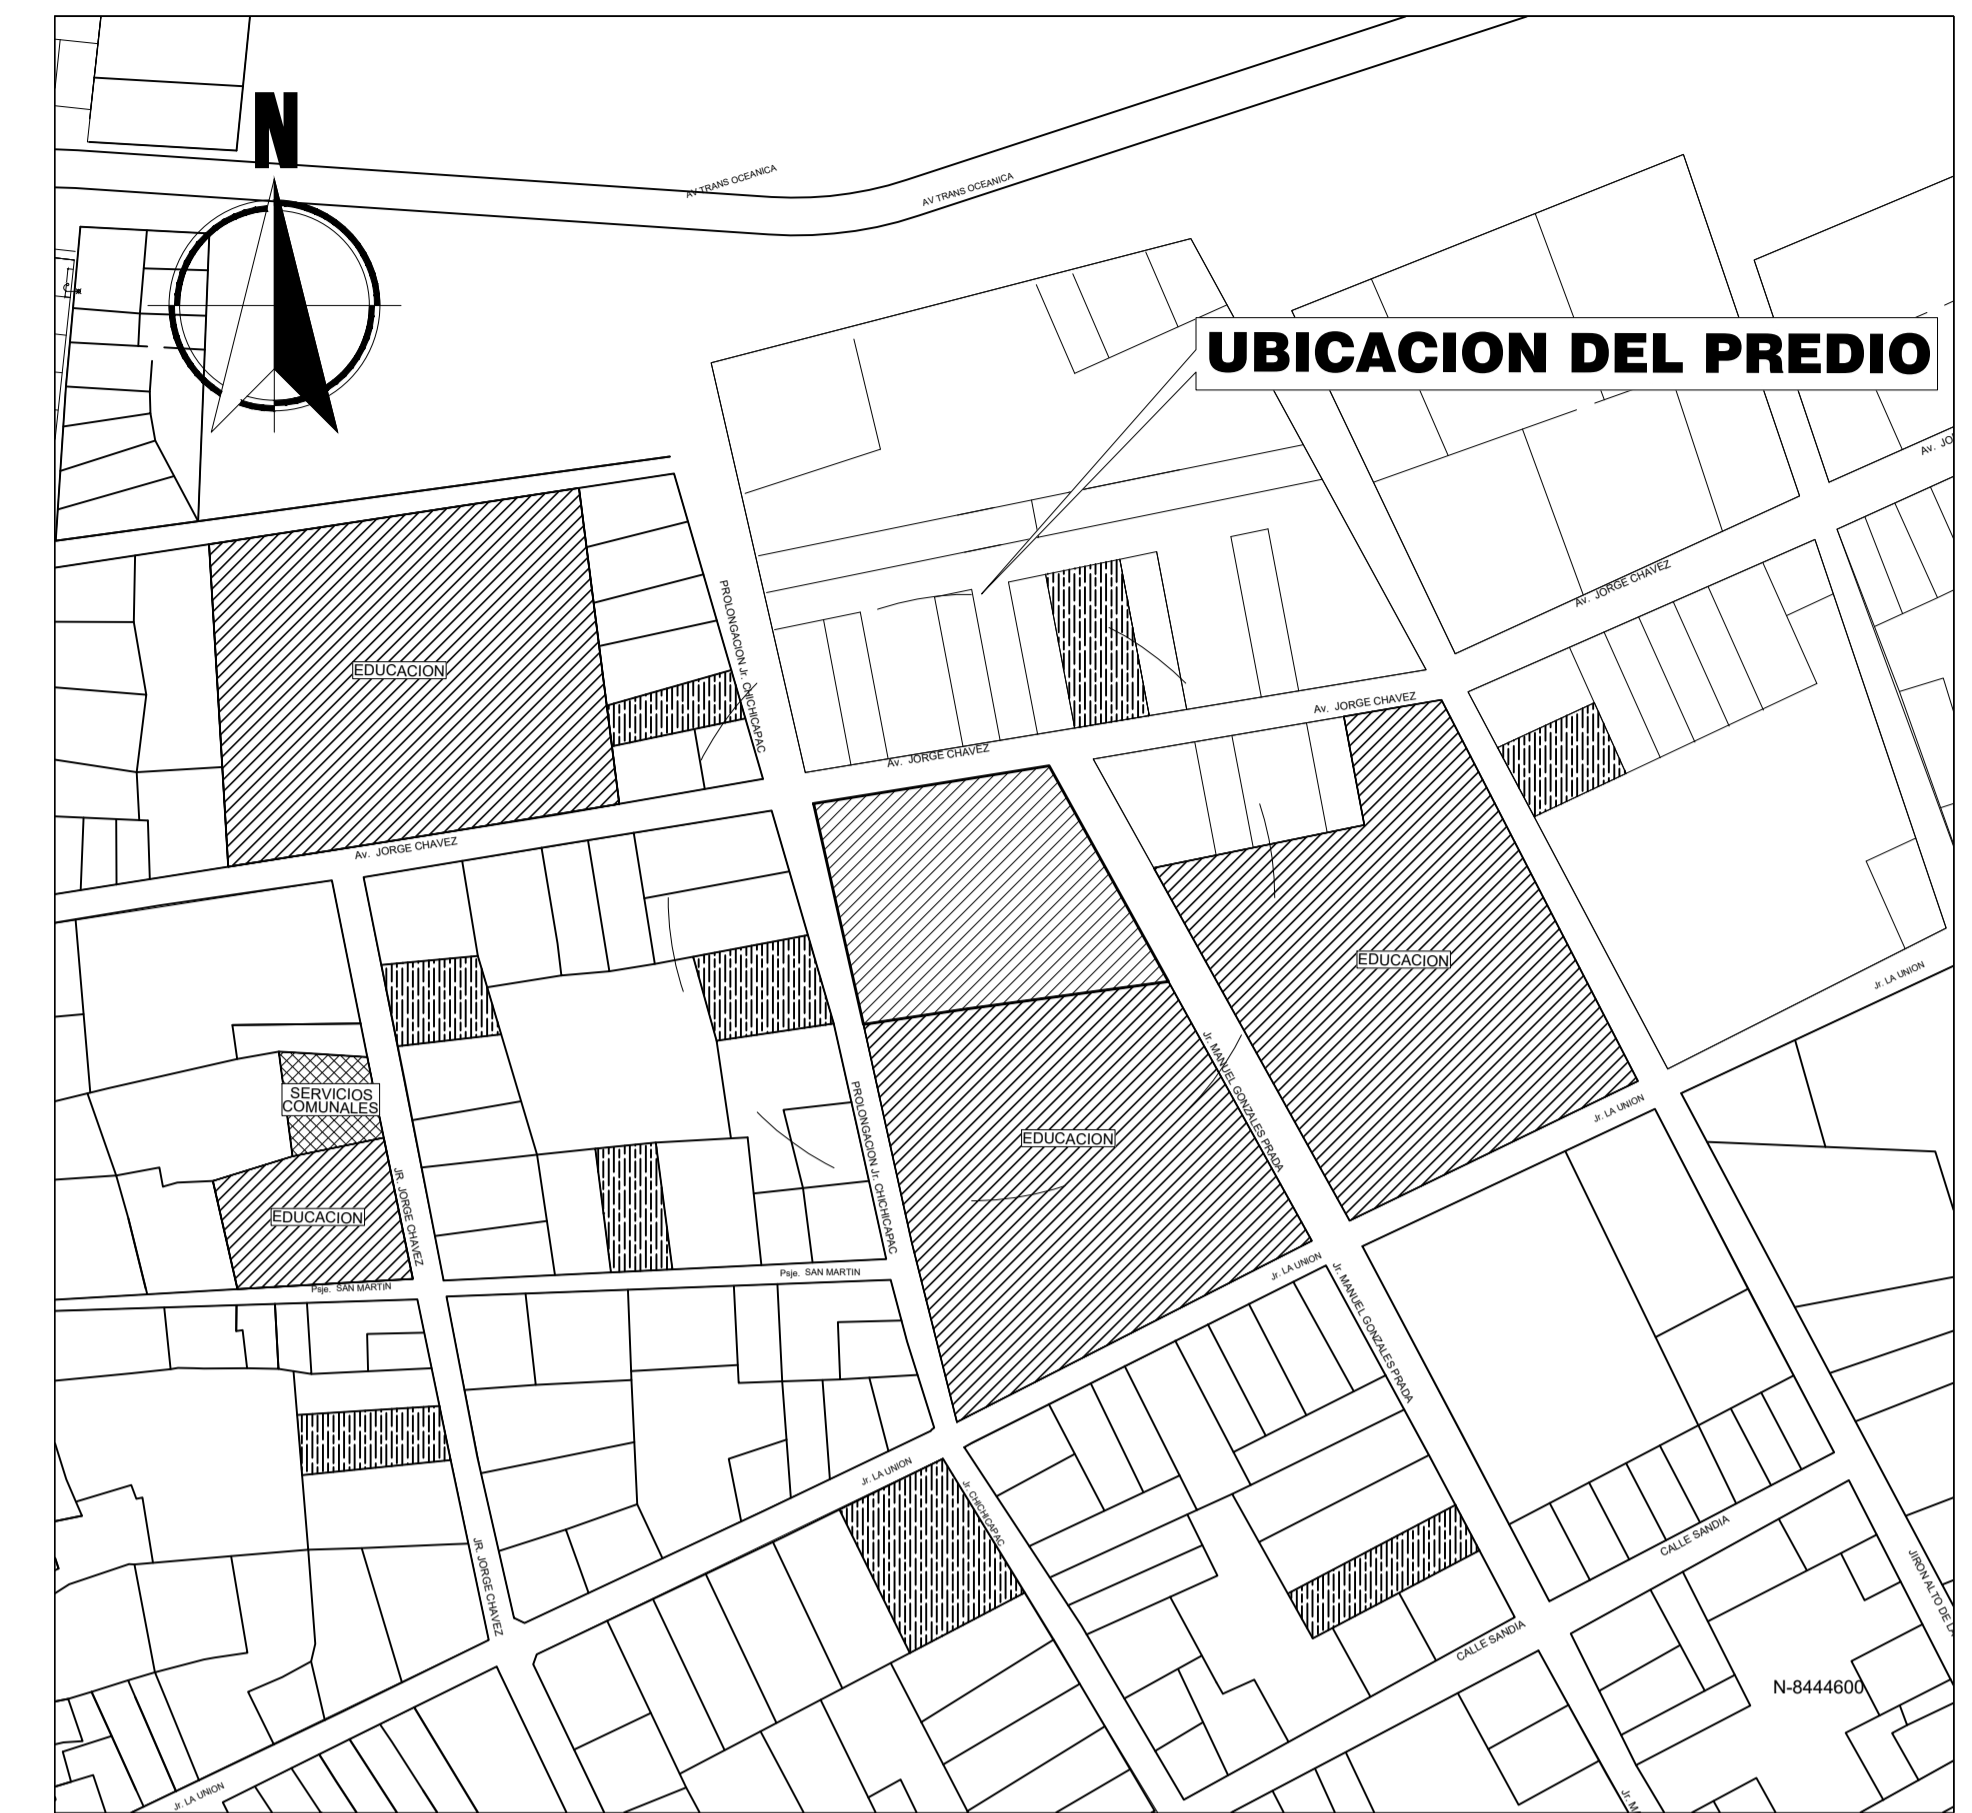 N
AV TRANS OCEANICA
AV TRANS OCEANICA
UBICACION DEL PREDIO
Av. JO
Av. JORGE CHAVEZ
PROLONGACION Jr. CHICHICAPAC
EDUCACION
Av. JORGE CHAVEZ
Av. JORGE CHAVEZ
Av. JORGE CHAVEZ
EDUCACION
Jr. LA UNION
SERVICIOS
COMUNALES
Jr. MANUEL GONZALES PRADA
Jr. LA UNION
EDUCACION
PROLONGACION Jr. CHICHICAPAC
JR. JORGE CHAVEZ
EDUCACION
Psje. SAN MARTIN
Psje. SAN MARTIN
Jr. LA UNION
Jr. MANUEL GONZALES PRADA
Jr. LA UNION
Jr. CHICHICAPAC
CALLE SANDIA
JR. JORGE CHAVEZ
JIRON ALTO DE LA
CALLE SANDIA
N-8444600
Jr. LA UNION
Jr. M